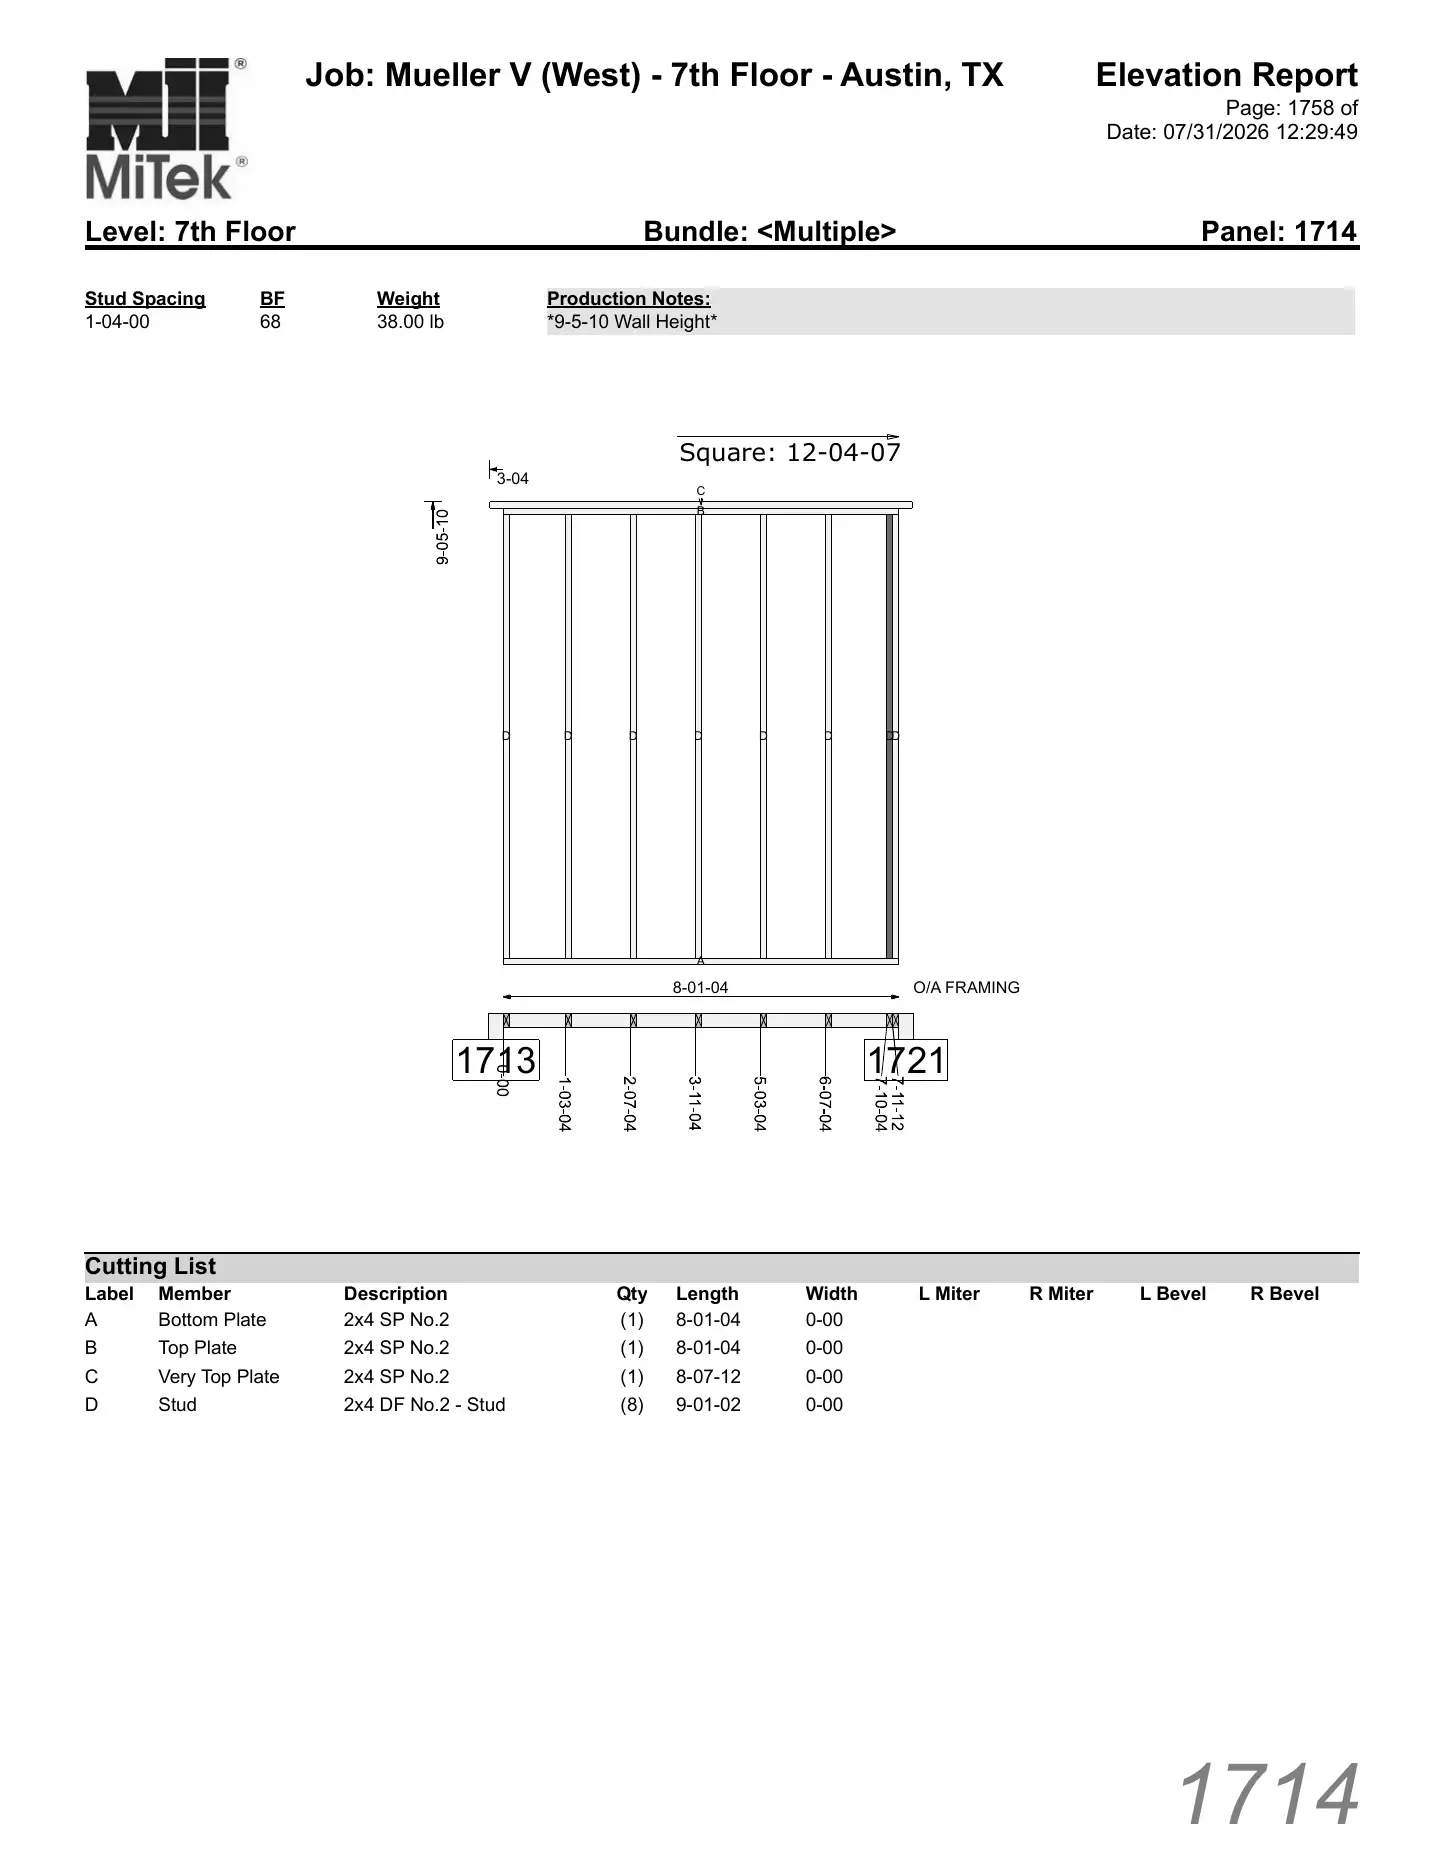 Job: Mueller V (West) - 7th Floor - Austin, TX
Elevation Report
Page: 1758 of
Date: 07/31/2026 12:29:49
MiTek®
Level: 7th Floor
Bundle: <Multiple>
Panel: 1714
Stud Spacing BF Weight Production Notes:
1-04-00 68 38.00 lb *9-5-10 Wall Height*
Square: 12-04-07
3-04
C
B
9-05-10
D D D D D D D D
A
8-01-04
O/A FRAMING
1713
1721
0-00
1-03-04
2-07-04
3-11-04
5-03-04
6-07-04
7-10-04
7-11-12
Cutting List
Label Member Description Qty Length Width L Miter R Miter L Bevel R Bevel
A Bottom Plate 2x4 SP No.2 (1) 8-01-04 0-00
B Top Plate 2x4 SP No.2 (1) 8-01-04 0-00
C Very Top Plate 2x4 SP No.2 (1) 8-07-12 0-00
D Stud 2x4 DF No.2 - Stud (8) 9-01-02 0-00
1714